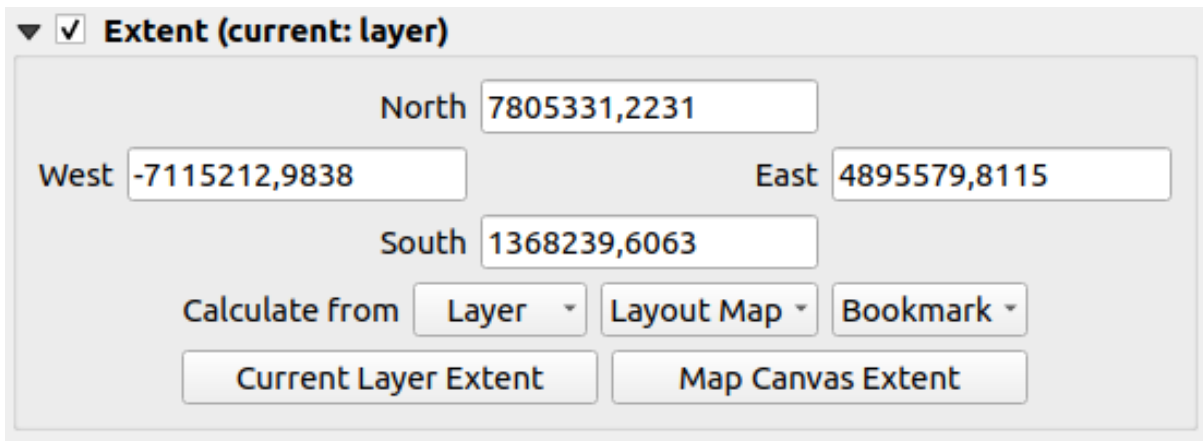 Extent (current: layer)
North 7805331,2231
West -7115212,9838 East 4895579,8115
South 1368239,6063
Calculate from Layer Layout Map Bookmark
Current Layer Extent Map Canvas Extent